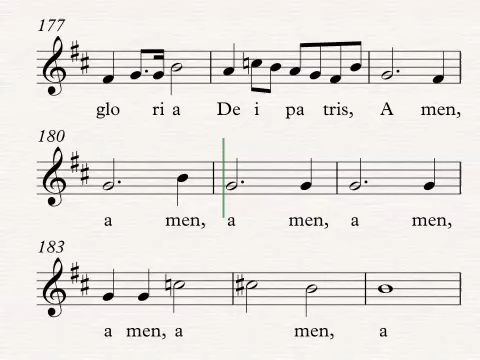 177
glo ri a De i pa tris, A men,
180
a men, a men, a men,
183
a men, a men, a